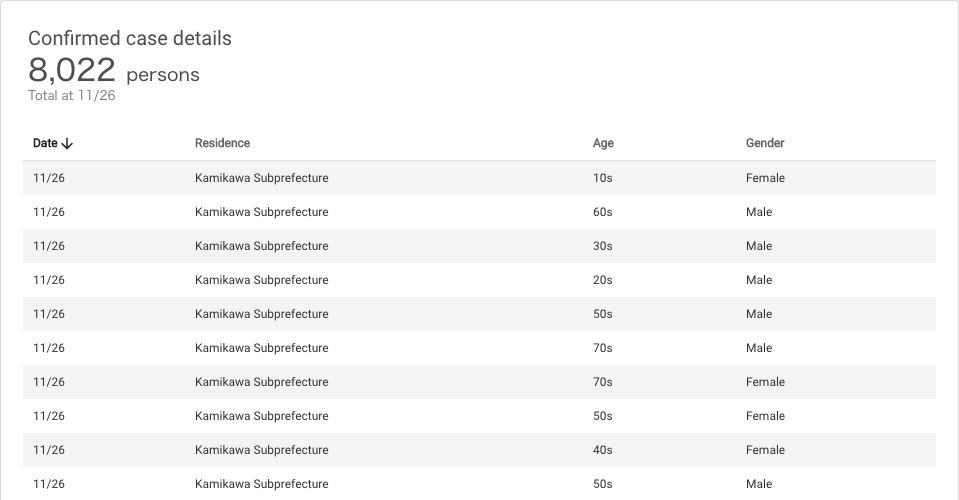 Confirmed case details
8,022 persons
Total at 11/26
Date Residence Age Gender
11/26 Kamikawa Subprefecture 10s Female
11/26 Kamikawa Subprefecture 60s Male
11/26 Kamikawa Subprefecture 30s Male
11/26 Kamikawa Subprefecture 20s Male
11/26 Kamikawa Subprefecture 50s Male
11/26 Kamikawa Subprefecture 70s Male
11/26 Kamikawa Subprefecture 70s Female
11/26 Kamikawa Subprefecture 50s Female
11/26 Kamikawa Subprefecture 40s Female
11/26 Kamikawa Subprefecture 50s Male